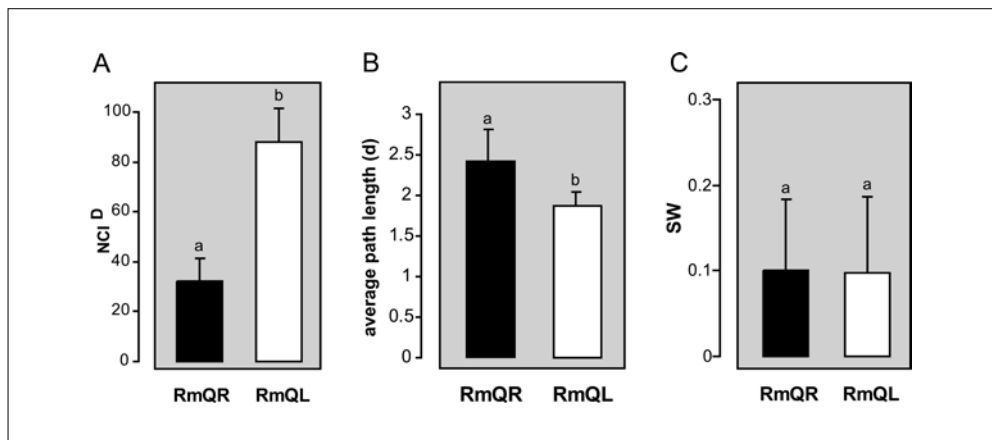 A
NCI D
100
80
60
40
20
0
a
b
RmQR RmQL
B
average path length (d)
3
2.5
2
1.5
1
0.5
0
a
b
RmQR RmQL
C
SW
0.3
0.2
0.1
0
a
a
RmQR RmQL